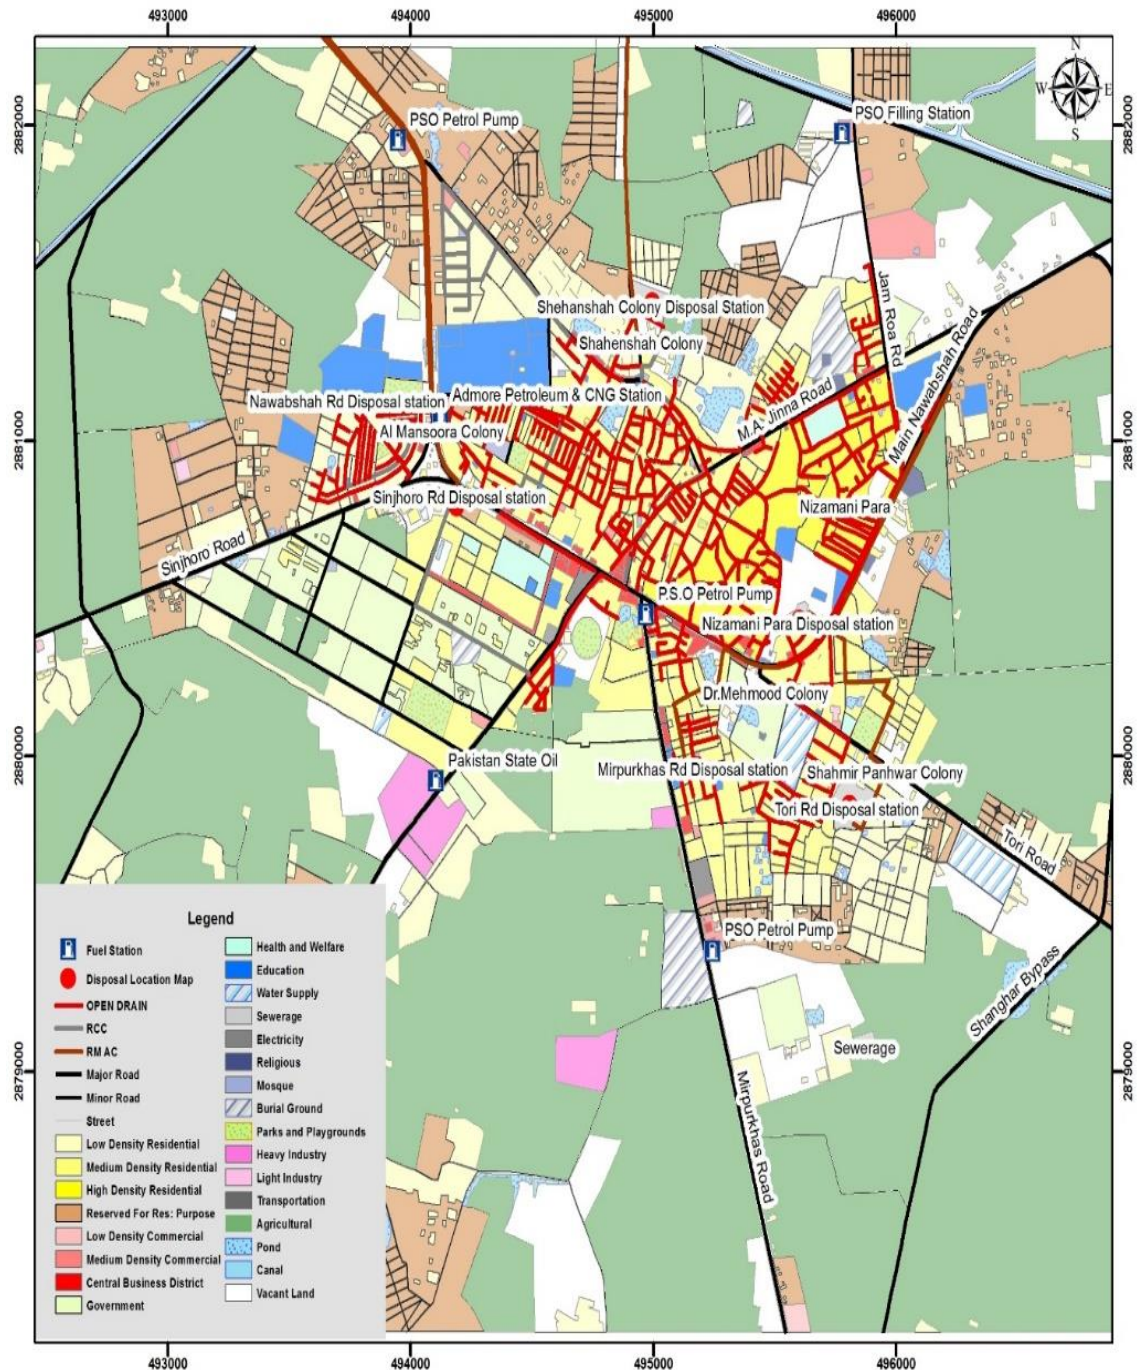 493000
494000
495000
496000
N
W
E
S
2882000
2882000
PSO Petrol Pump
PSO Filling Station
Shehanshah Colony Disposal Station
Jam Roa Rd
Shahenshah Colony
Main Nawabshah Road
Nawabshah Rd Disposal station
Admore Petroleum & CNG Station
M.A. Jinna Road
2881000
2881000
Al Mansoora Colony
Sinjhoro Rd Disposal station
Nizamani Para
Sinjhoro Road
P.S.O Petrol Pump
Nizamani Para Disposal station
Dr.Mehmood Colony
2880000
2880000
Pakistan State Oil
Mirpurkhas Rd Disposal station
Shahmir Panhwar Colony
Tori Rd Disposal station
Tori Road
PSO Petrol Pump
Shanghar Bypass
Sewerage
2879000
Mirpurkhas Road
Legend
Fuel Station
Disposal Location Map
OPEN DRAIN
RCC
RM AC
Major Road
Minor Road
Street
Low Density Residential
Medium Density Residential
High Density Residential
Reserved For Res: Purpose
Low Density Commercial
Medium Density Commercial
Central Business District
Government
Health and Welfare
Education
Water Supply
Sewerage
Electricity
Religious
Mosque
Burial Ground
Parks and Playgrounds
Heavy Industry
Light Industry
Transportation
Agricultural
Pond
Canal
Vacant Land
2879000
493000
494000
495000
496000